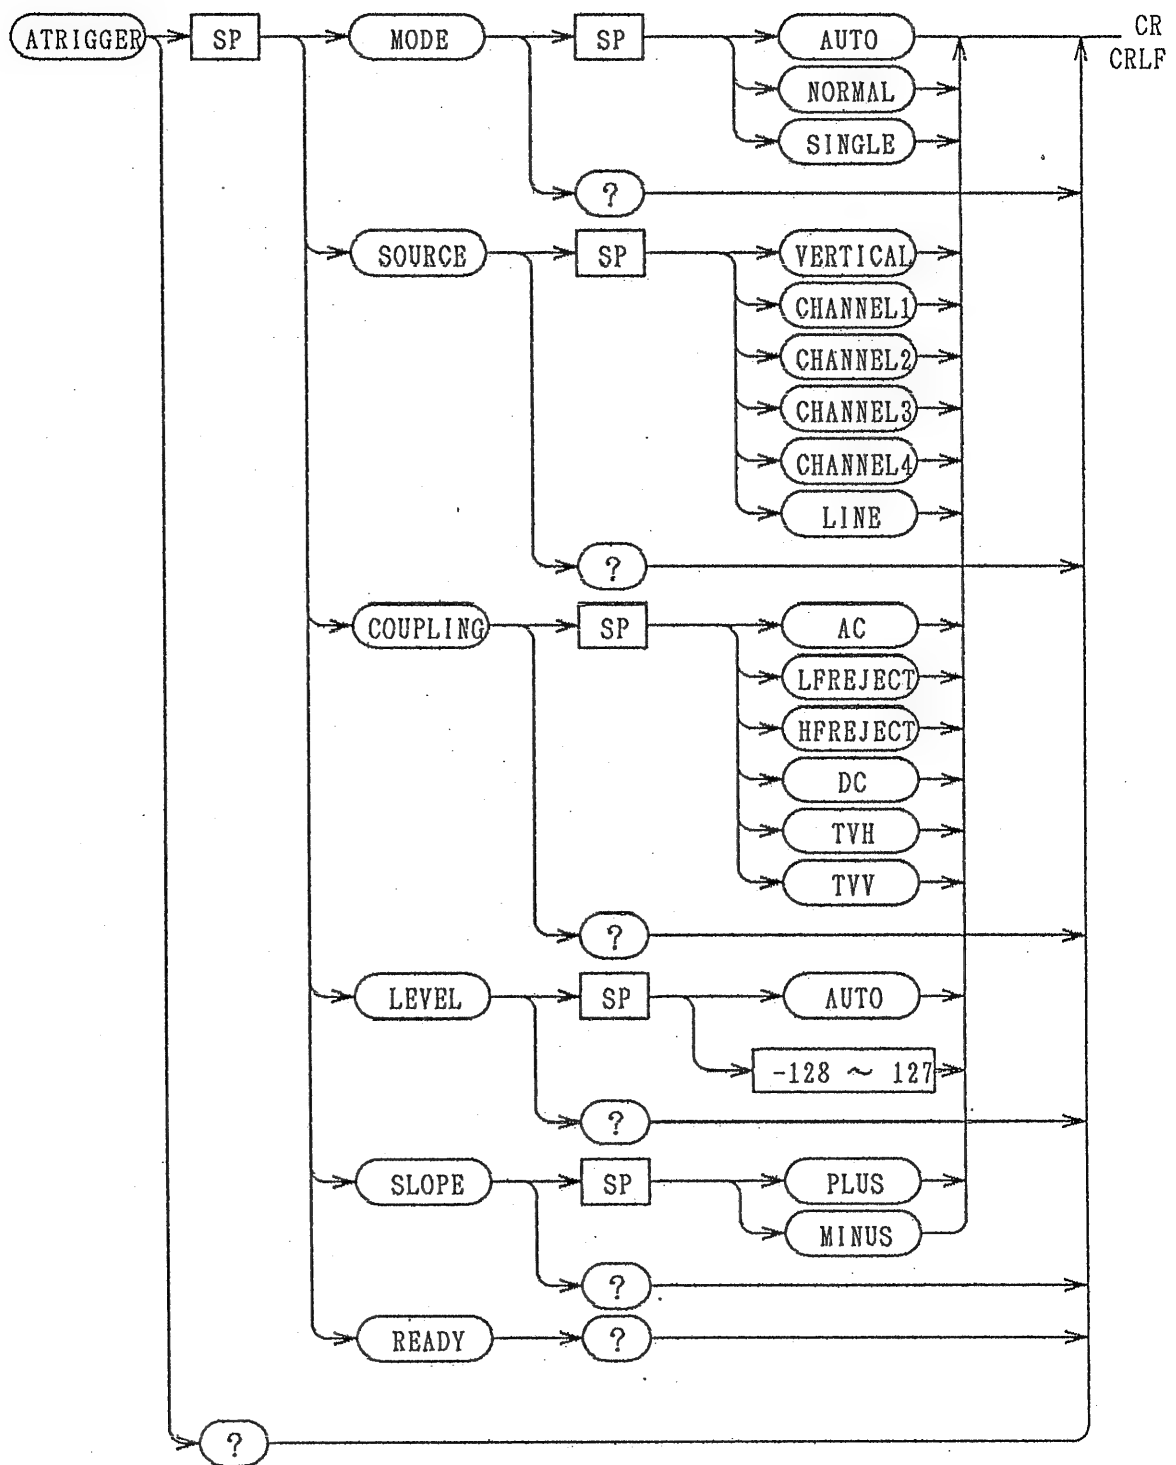 ATRIGGER SP MODE SP AUTO CR
CRLF
NORMAL
SINGLE
?
SOURCE SP VERTICAL
CHANNEL1
CHANNEL2
CHANNEL3
CHANNEL4
LINE
?
COUPLING SP AC
LFREJECT
HFREJECT
DC
TVH
TVV
?
LEVEL SP AUTO
-128 ～ 127
?
SLOPE SP PLUS
MINUS
?
READY ?
?